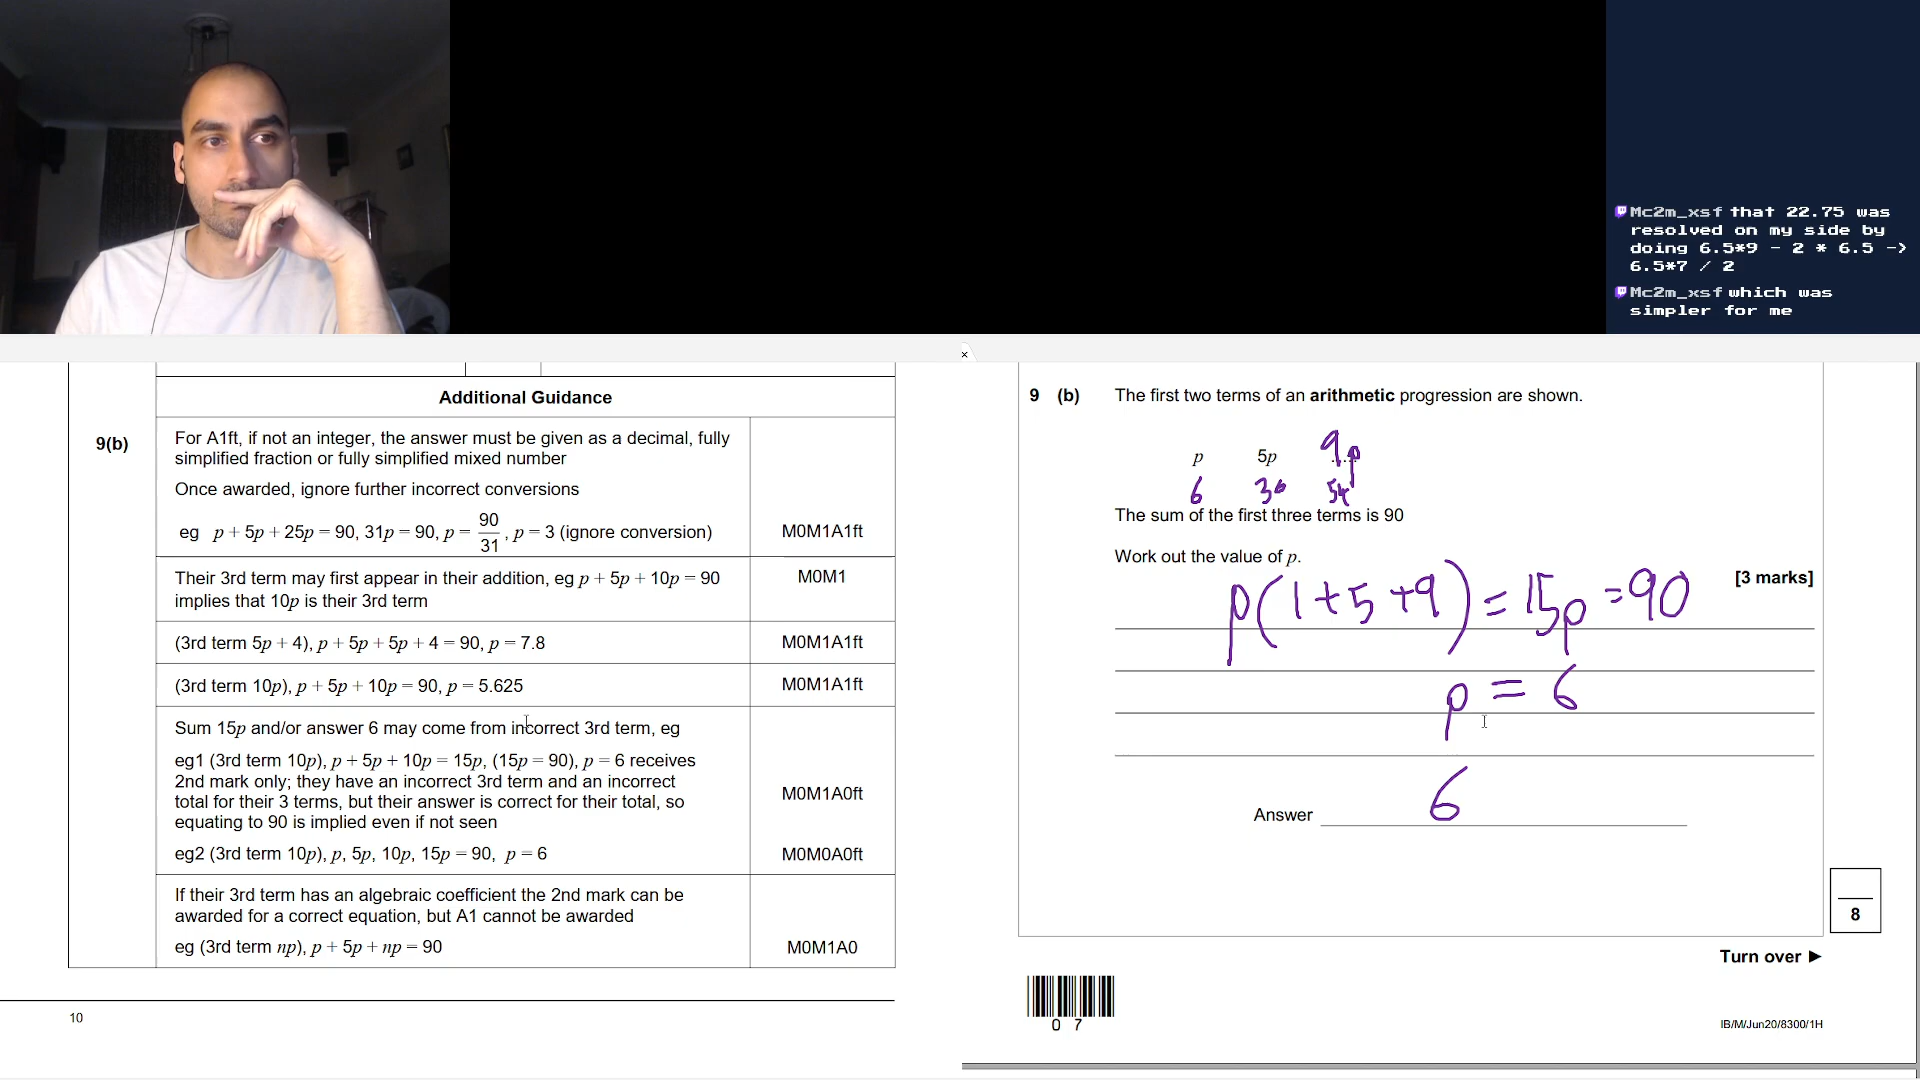 Mc2m_xsf that 22.75 was
resolved on my side by
doing 6.5*9 - 2 * 6.5 ->
6.5*7 / 2
Mc2m_xsf which was
simpler for me
Additional Guidance
9(b)
For A1ft, if not an integer, the answer must be given as a decimal, fully
simplified fraction or fully simplified mixed number
Once awarded, ignore further incorrect conversions
eg p + 5p + 25p = 90, 31p = 90, p = 90/31, p = 3 (ignore conversion) M0M1A1ft
Their 3rd term may first appear in their addition, eg p + 5p + 10p = 90 M0M1
implies that 10p is their 3rd term
(3rd term 5p + 4), p + 5p + 5p + 4 = 90, p = 7.8 M0M1A1ft
(3rd term 10p), p + 5p + 10p = 90, p = 5.625 M0M1A1ft
Sum 15p and/or answer 6 may come from incorrect 3rd term, eg
eg1 (3rd term 10p), p + 5p + 10p = 15p, (15p = 90), p = 6 receives
2nd mark only; they have an incorrect 3rd term and an incorrect
total for their 3 terms, but their answer is correct for their total, so
equating to 90 is implied even if not seen
M0M1A0ft
eg2 (3rd term 10p), p, 5p, 10p, 15p = 90, p = 6 M0M0A0ft
If their 3rd term has an algebraic coefficient the 2nd mark can be
awarded for a correct equation, but A1 cannot be awarded
eg (3rd term np), p + 5p + np = 90 M0M1A0
10
9 (b) The first two terms of an arithmetic progression are shown.
p 5p 9p
6 30 54
The sum of the first three terms is 90
Work out the value of p.
[3 marks]
p(1+5+9) = 15p = 90
p = 6
Answer 6
8
Turn over ►
0 7
IB/M/Jun20/8300/1H